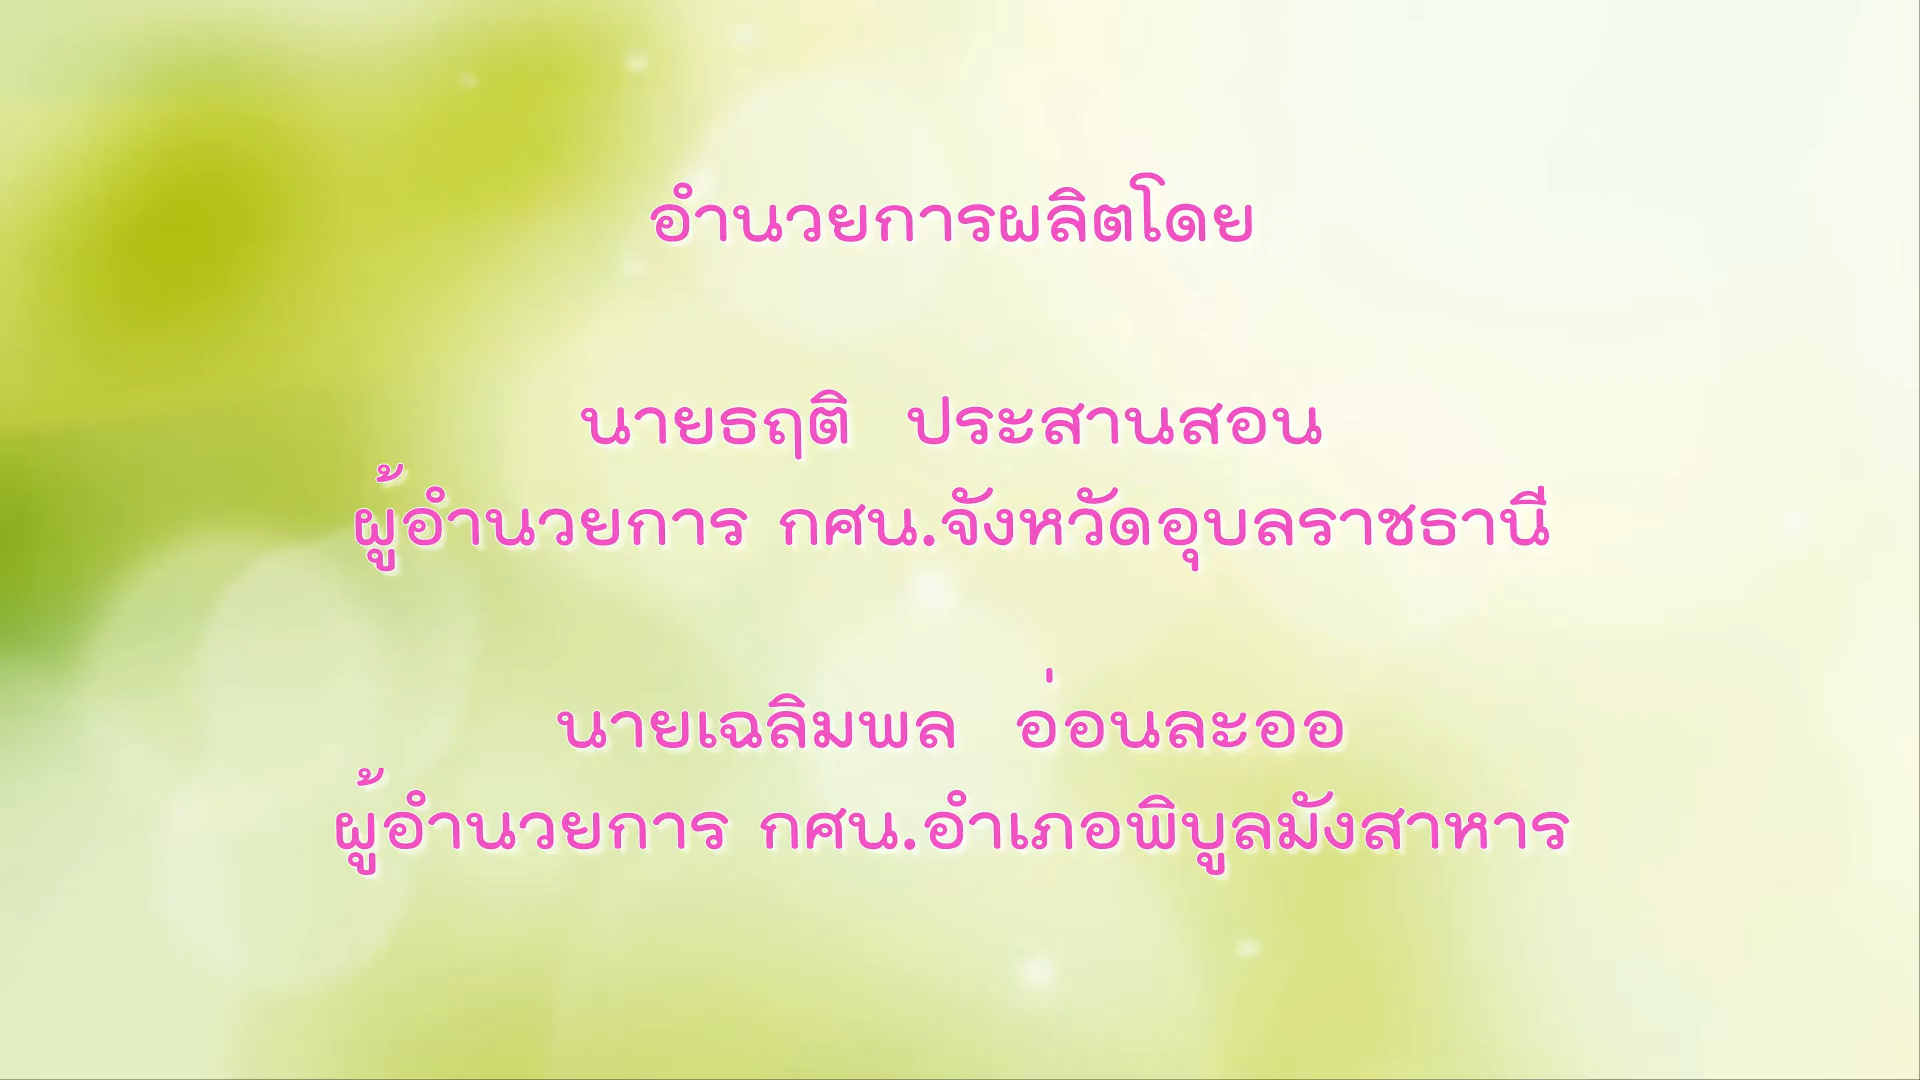 อำนวยการผลิตโดย
นายธฤติ ประสานสอน
ผู้อำนวยการ กศน.จังหวัดอุบลราชธานี
นายเฉลิมพล อ่อนละออ
ผู้อำนวยการ กศน.อำเภอพิบูลมังสาหาร